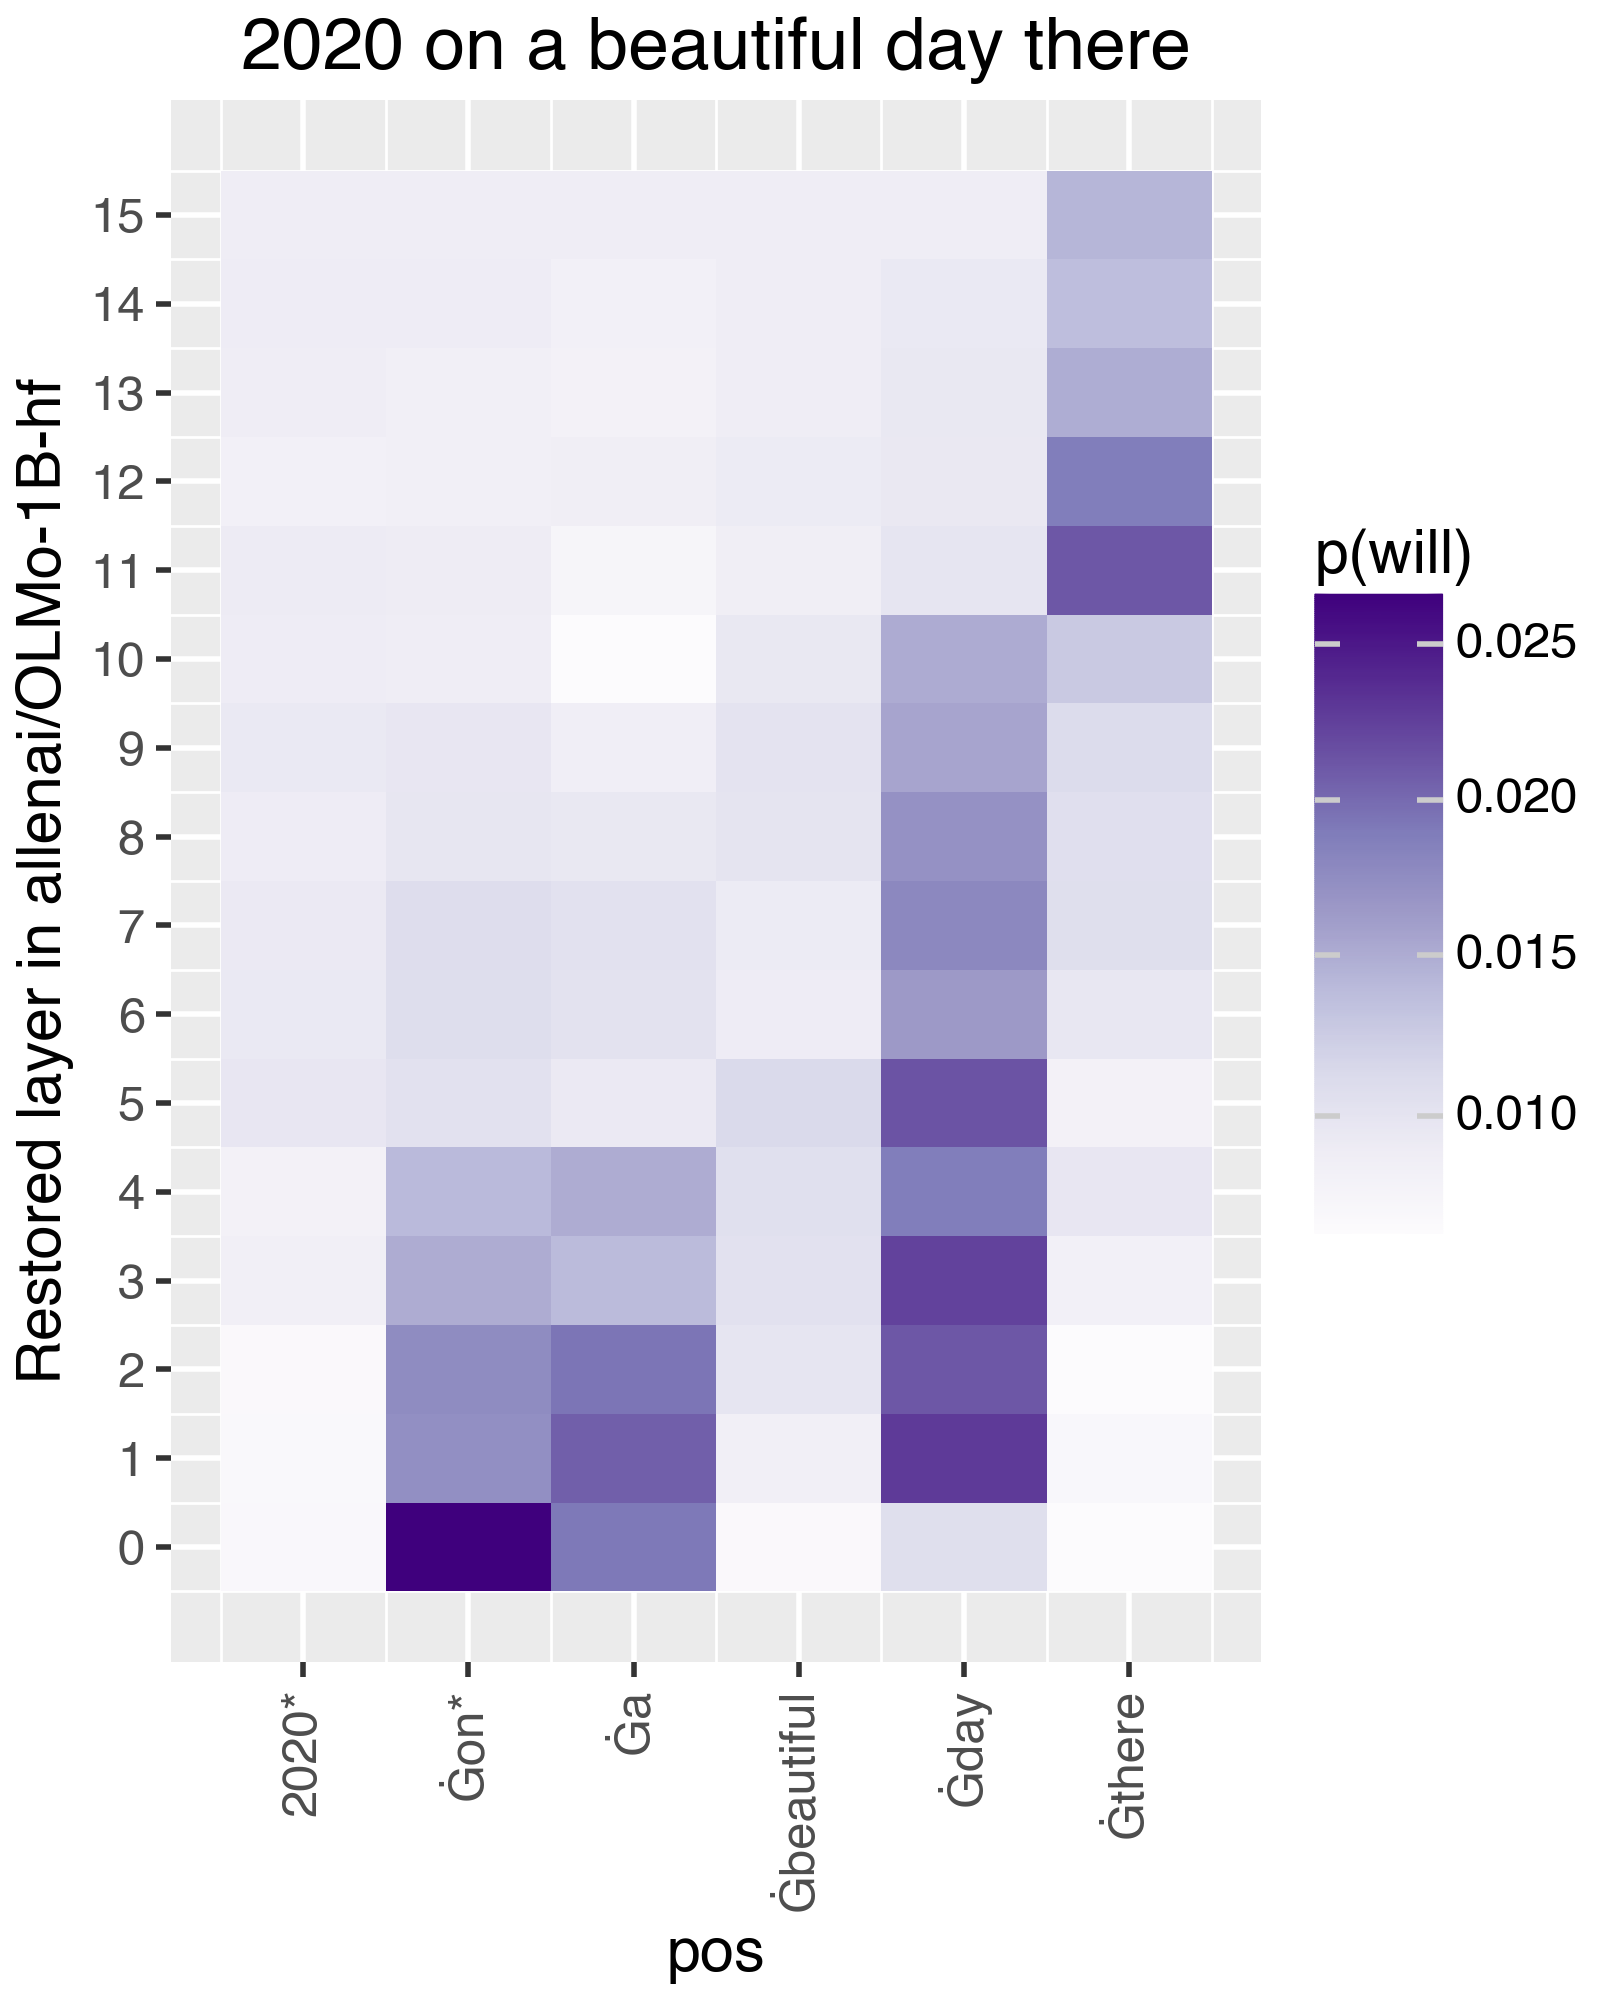 2020 on a beautiful day there
Restored layer in allenai/OLMo-1B-hf
15
14
13
12
11
10
9
8
7
6
5
4
3
2
1
0
2020*
Ġon*
Ġa
Ġbeautiful
Ġday
Ġthere
pos
p(will)
0.025
0.020
0.015
0.010